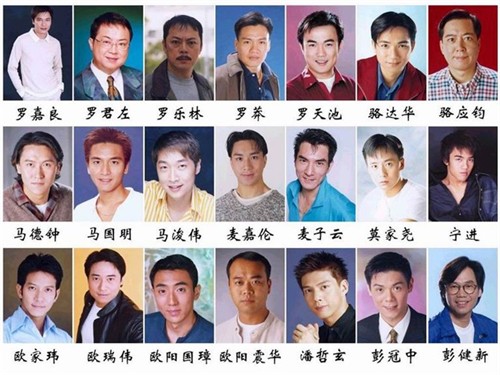 罗嘉良 罗君左 罗乐林 罗莽 罗天池 骆达华 骆应钧
马德钟 马国明 马浚伟 麦嘉伦 麦子云 莫家尧 宁进
欧家玮 欧瑞伟 欧阳国璋 欧阳震华 潘哲玄 彭冠中 彭健新